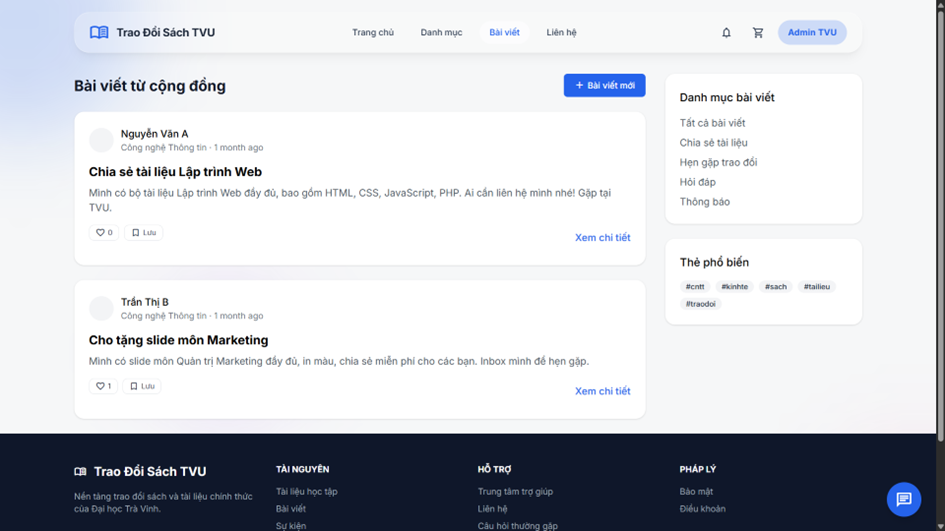 Trao Đổi Sách TVU
Trang chủ
Danh mục
Bài viết
Liên hệ
Admin TVU
Bài viết từ cộng đồng
+ Bài viết mới
Nguyễn Văn A
Công nghệ Thông tin · 1 month ago
Chia sẻ tài liệu Lập trình Web
Mình có bộ tài liệu Lập trình Web đầy đủ, bao gồm HTML, CSS, JavaScript, PHP. Ai cần liên hệ mình nhé! Gặp tại
TVU.
0
Lưu
Xem chi tiết
Trần Thị B
Công nghệ Thông tin · 1 month ago
Cho tặng slide môn Marketing
Mình có slide môn Quản trị Marketing đầy đủ, in màu, chia sẻ miễn phí cho các bạn. Inbox mình để hẹn gặp.
1
Lưu
Xem chi tiết
Danh mục bài viết
Tất cả bài viết
Chia sẻ tài liệu
Hẹn gặp trao đổi
Hỏi đáp
Thông báo
Thẻ phổ biến
#cntt #kinhte #sach #tailieu
#traodoi
Trao Đổi Sách TVU
Nền tảng trao đổi sách và tài liệu chính thức
của Đại học Trà Vinh.
TÀI NGUYÊN
Tài liệu học tập
Bài viết
Sự kiện
HỖ TRỢ
Trung tâm trợ giúp
Liên hệ
Câu hỏi thường gặp
PHÁP LÝ
Bảo mật
Điều khoản